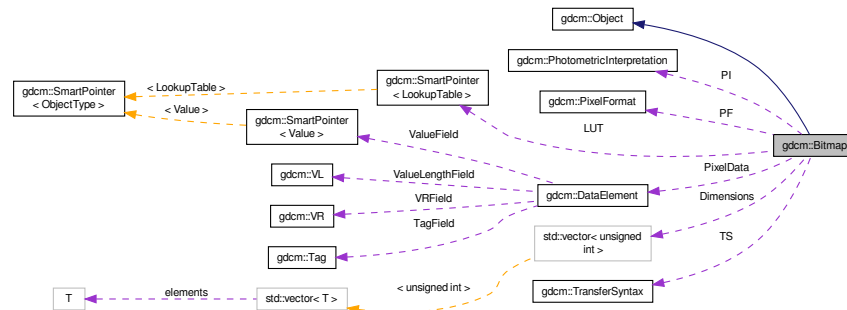 gdcm::Object
gdcm::PhotometricInterpretation
PI
< LookupTable >
gdcm::SmartPointer
< LookupTable >
gdcm::SmartPointer
< ObjectType >
gdcm::PixelFormat
PF
< Value >
gdcm::SmartPointer
< Value >
LUT
ValueField
gdcm::Bitmap
PixelData
gdcm::VL
ValueLengthField
gdcm::DataElement
Dimensions
VRField
gdcm::VR
TagField
std::vector< unsigned
int >
TS
gdcm::Tag
T
elements
std::vector< T >
< unsigned int >
gdcm::TransferSyntax